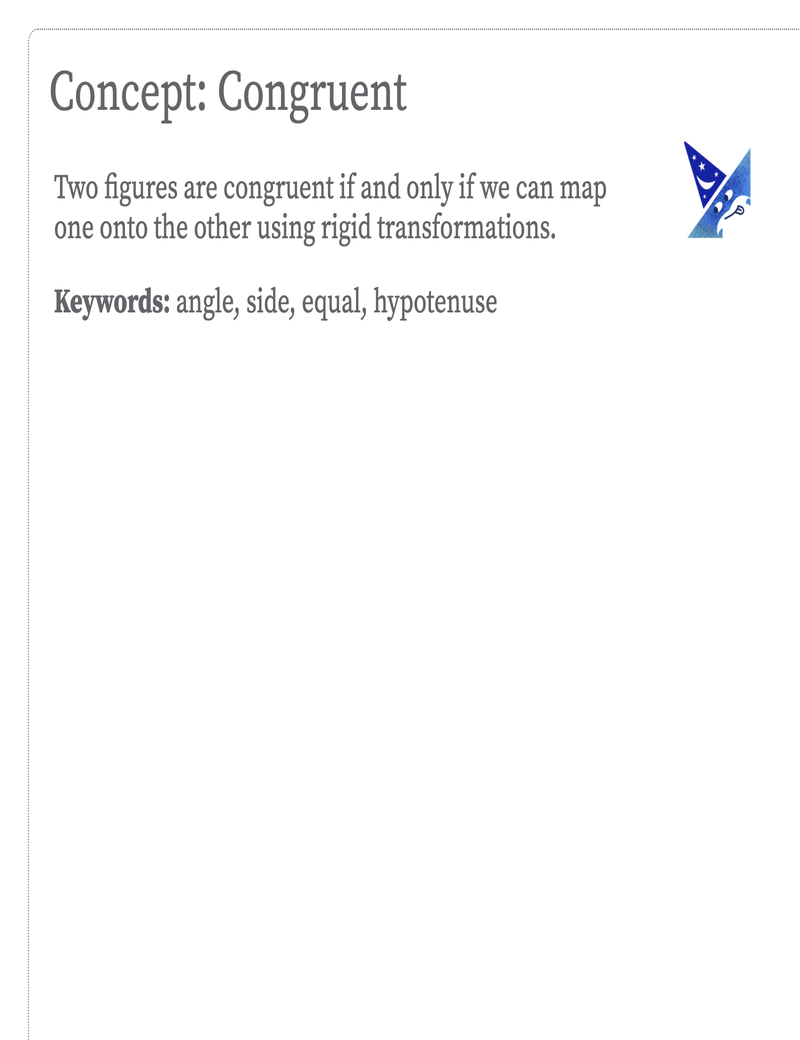 Concept: Congruent
Two figures are congruent if and only if we can map
one onto the other using rigid transformations.
Keywords: angle, side, equal, hypotenuse